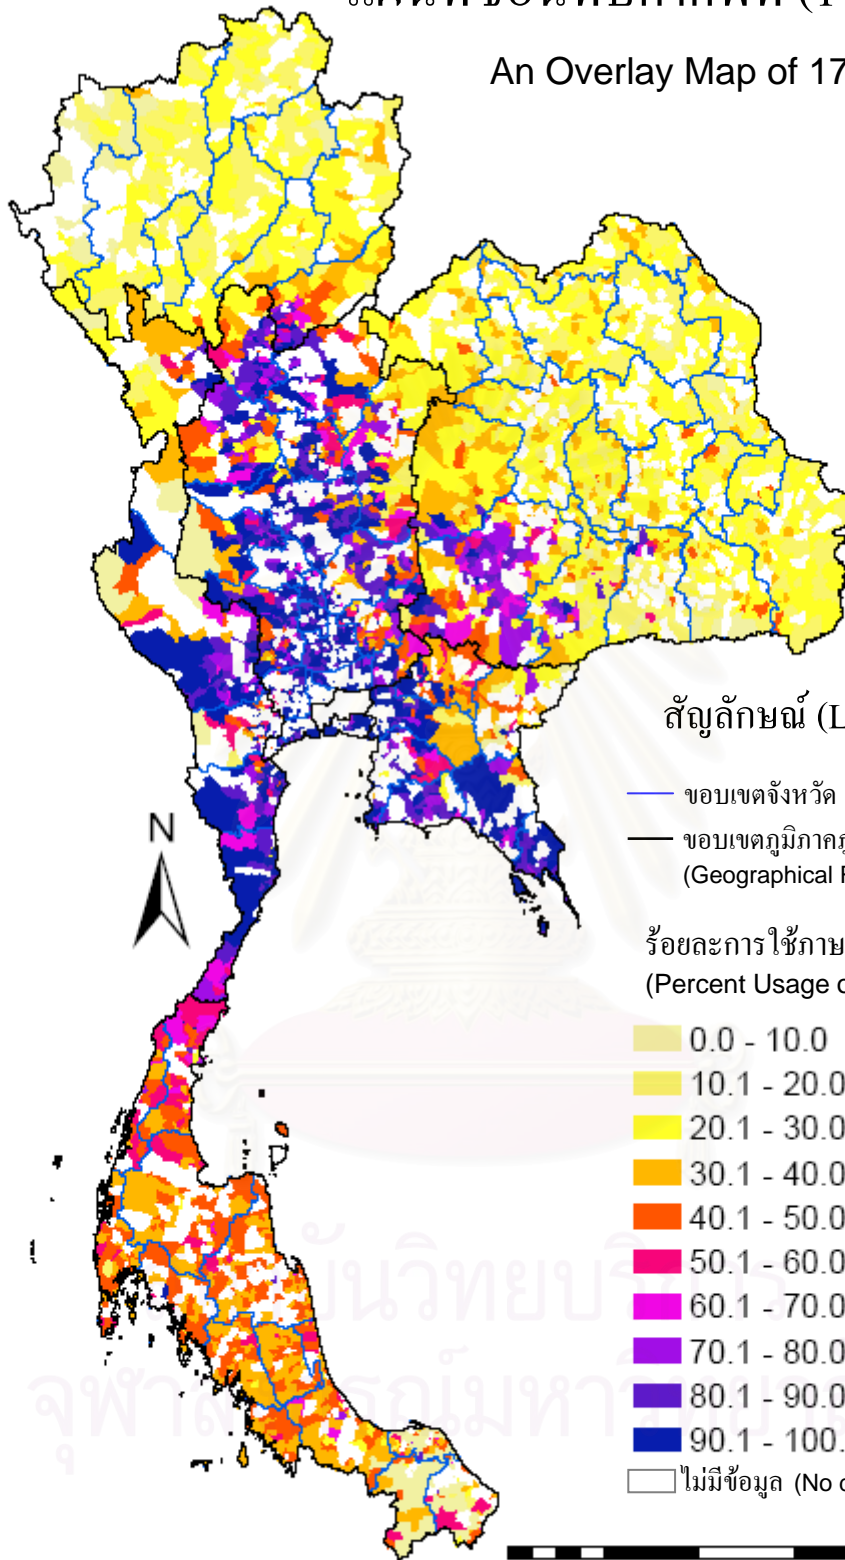 An Overlay Map of 17
N
สัญลักษณ์ (L
ขอบเขตจังหวัด
ขอบเขตภูมิภาคภ
(Geographical
ร้อยละการใช้ภาษ
(Percent Usage
0.0 - 10.0
10.1 - 20.0
20.1 - 30.0
30.1 - 40.0
40.1 - 50.0
50.1 - 60.0
60.1 - 70.0
70.1 - 80.0
80.1 - 90.0
90.1 - 100.
ไม่มีข้อมูล (No